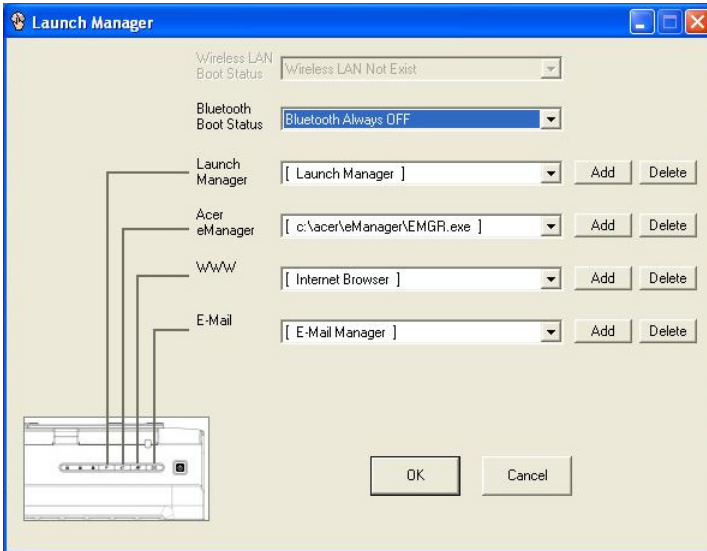 Launch Manager
Wireless LAN
Boot Status
Wireless LAN Not Exist
Bluetooth
Boot Status
Bluetooth Always OFF
Launch
Manager
[ Launch Manager ]
Add
Delete
Acer
eManager
[ c:\acer\eManager\EMGR.exe ]
Add
Delete
WWW
[ Internet Browser ]
Add
Delete
E-Mail
[ E-Mail Manager ]
Add
Delete
OK
Cancel